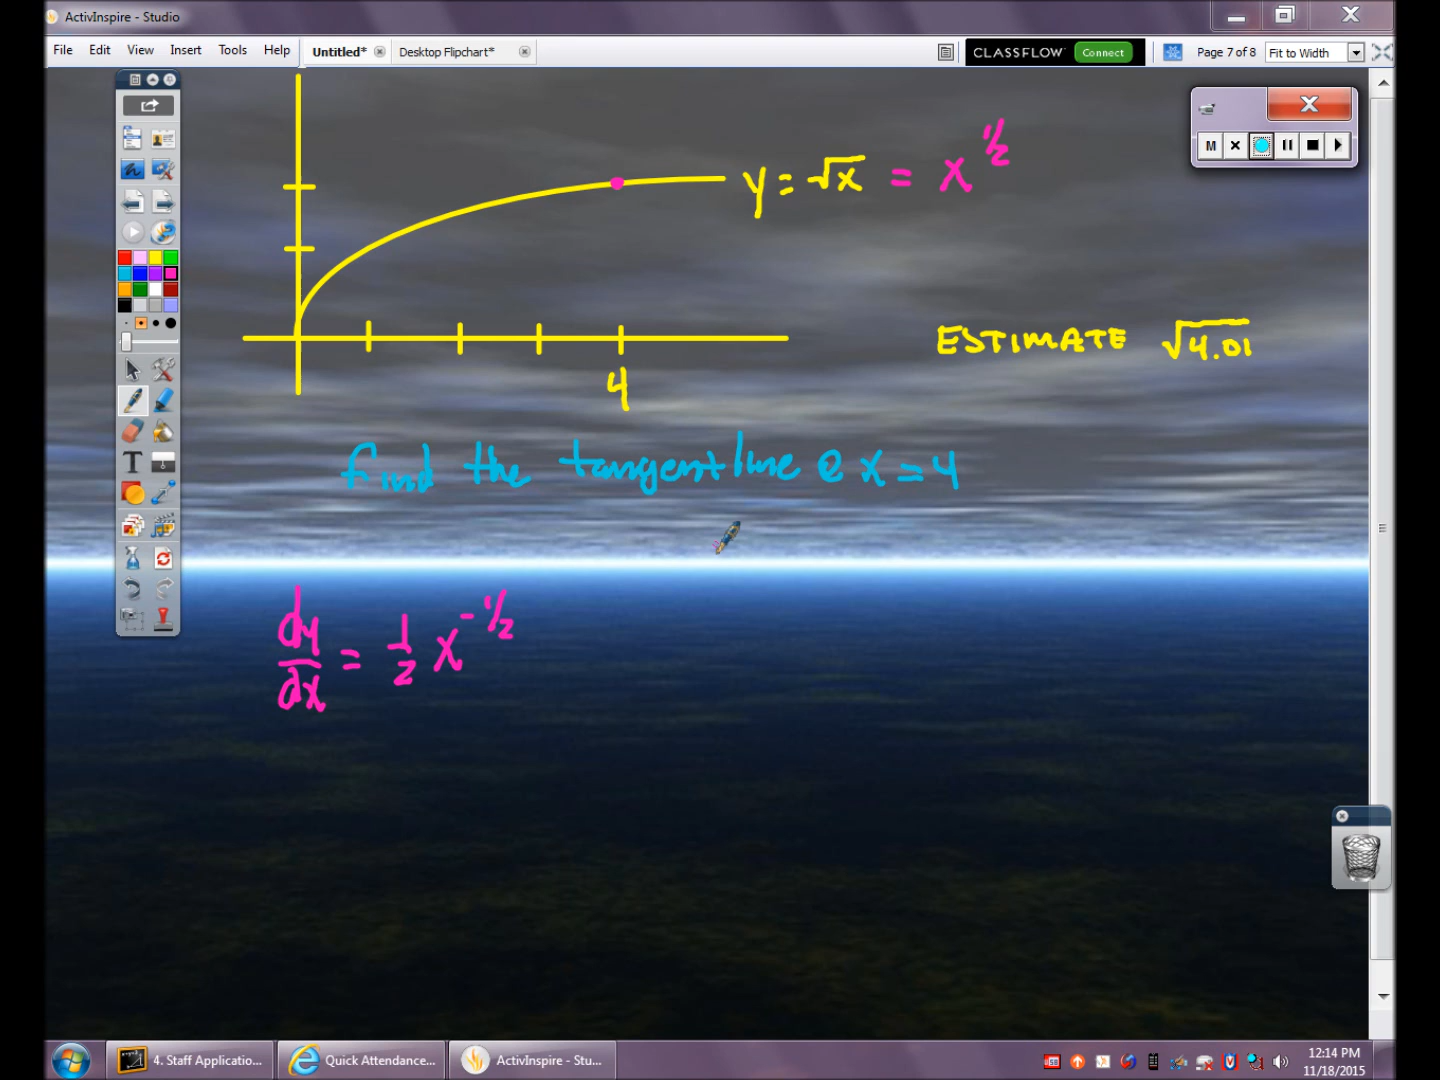 ActivInspire - Studio
File Edit View Insert Tools Help Untitled* Desktop Flipchart* CLASSFLOW Connect Page 7 of 8 Fit to Width
M
y = √x = x^1/2
ESTIMATE √4.01
4
find the tangent line @ x = 4
dy/dx = 1/2 x^-1/2
4. Staff Applicatio... Quick Attendance... ActivInspire - Stu... 12:14 PM
11/18/2015